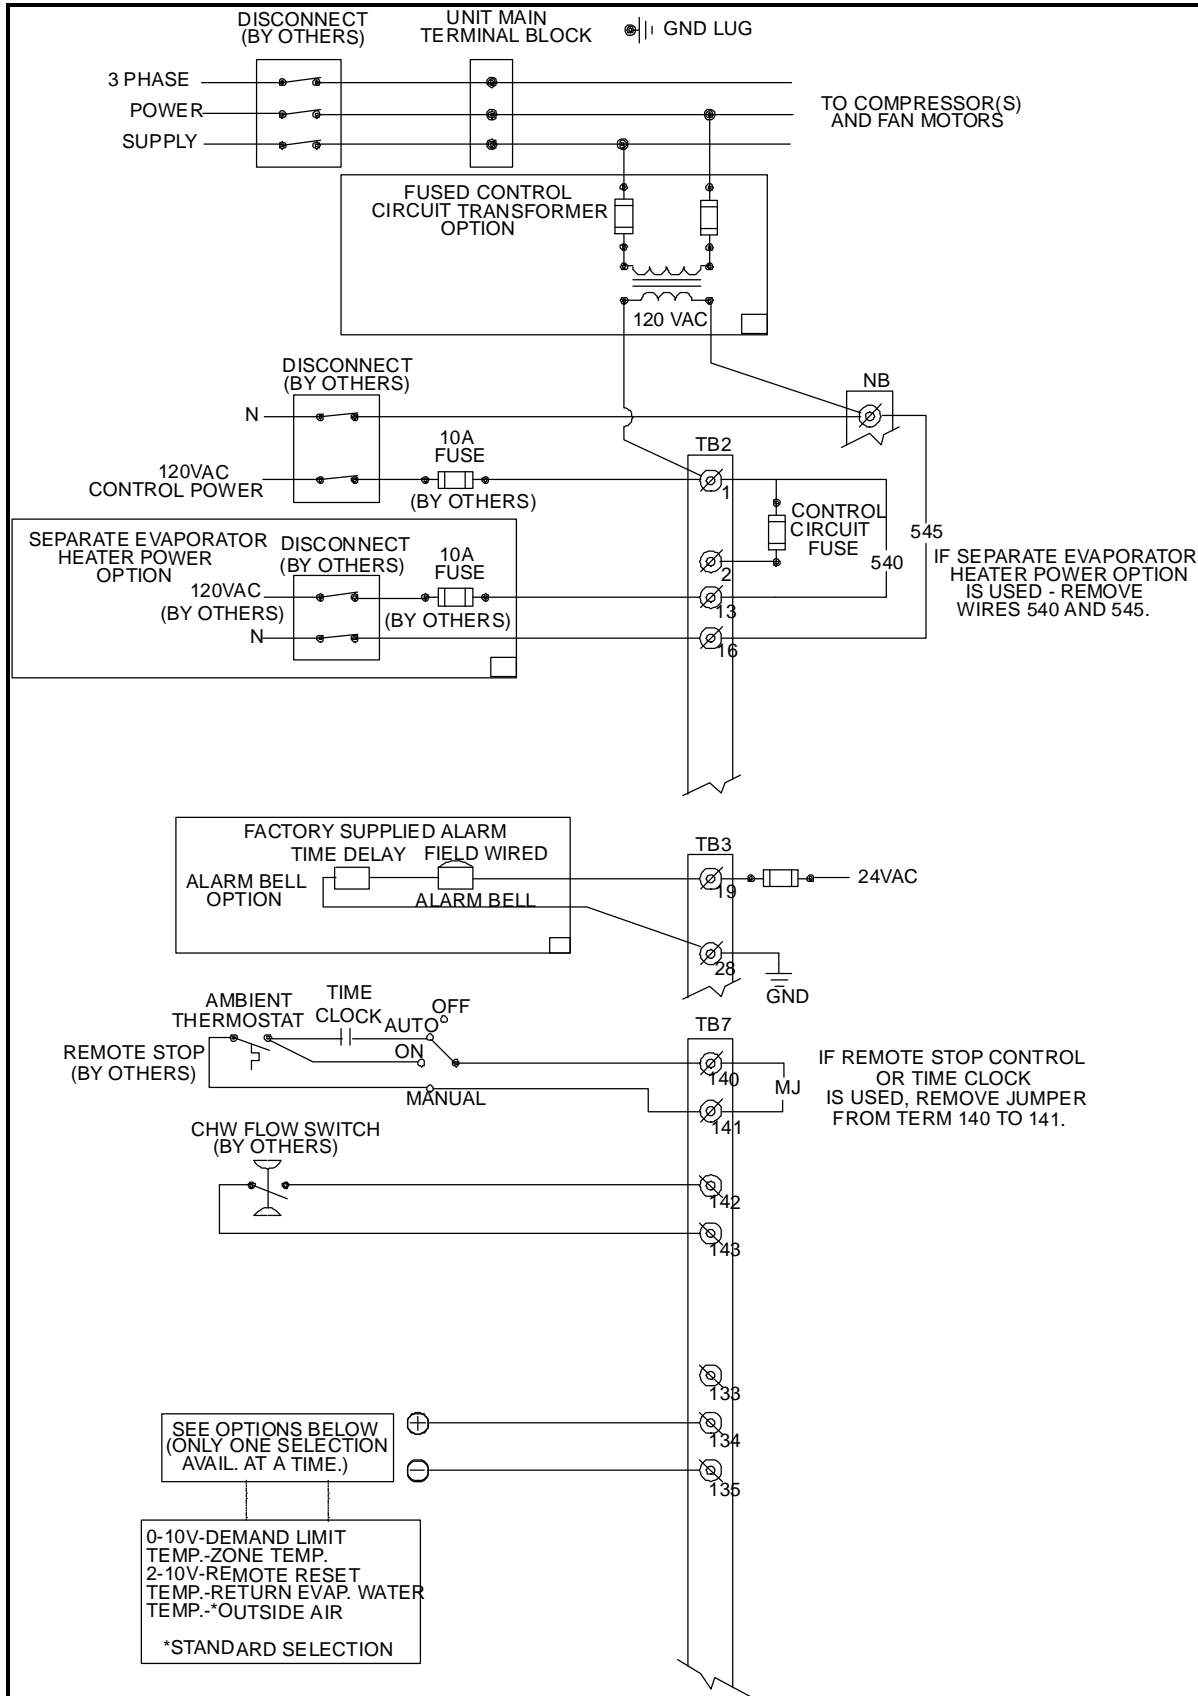 DISCONNECT
(BY OTHERS)
UNIT MAIN
TERMINAL BLOCK
GND LUG
3 PHASE
POWER
SUPPLY
TO COMPRESSOR(S)
AND FAN MOTORS
FUSED CONTROL
CIRCUIT TRANSFORMER
OPTION
120 VAC
DISCONNECT
(BY OTHERS)
NB
N
10A
FUSE
TB2
120VAC
CONTROL POWER
(BY OTHERS)
1
CONTROL
CIRCUIT
FUSE
545
540
SEPARATE EVAPORATOR
HEATER POWER
OPTION
DISCONNECT
(BY OTHERS)
10A
FUSE
2
IF SEPARATE EVAPORATOR
HEATER POWER OPTION
IS USED - REMOVE
WIRES 540 AND 545.
120VAC
(BY OTHERS)
(BY OTHERS)
13
N
16
FACTORY SUPPLIED ALARM
TIME DELAY
FIELD WIRED
TB3
ALARM BELL
OPTION
ALARM BELL
19
24VAC
28
GND
AMBIENT
THERMOSTAT
TIME
CLOCK
OFF
AUTO
TB7
REMOTE STOP
(BY OTHERS)
ON
140
MJ
IF REMOTE STOP CONTROL
OR TIME CLOCK
IS USED, REMOVE JUMPER
FROM TERM 140 TO 141.
MANUAL
141
CHW FLOW SWITCH
(BY OTHERS)
142
143
133
SEE OPTIONS BELOW
(ONLY ONE SELECTION
AVAIL. AT A TIME.)
134
135
0-10V-DEMAND LIMIT
TEMP.-ZONE TEMP.
2-10V-REMOTE RESET
TEMP.-RETURN EVAP. WATER
TEMP.-*OUTSIDE AIR
*STANDARD SELECTION